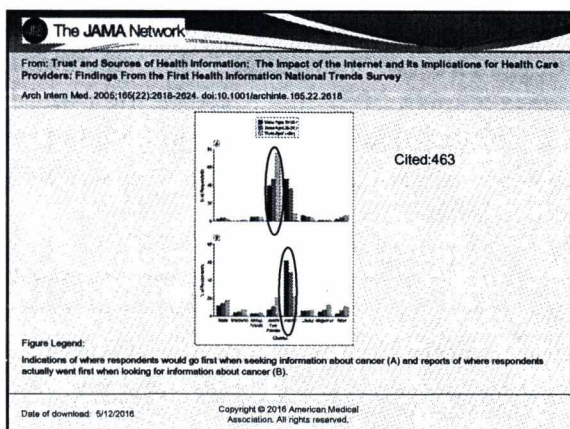 The JAMA Network
From: Trust and Sources of Health Information: The Impact of the Internet and Its Implications for Health Care
Providers: Findings From the First Health Information National Trends Survey
Arch Intern Med. 2005;165(22):2618-2624. doi:10.1001/archinte.165.22.2618
Cited:463
A
% of Respondents
B
% of Respondents
Figure Legend:
Indications of where respondents would go first when seeking information about cancer (A) and reports of where respondents
actually went first when looking for information about cancer (B).
Date of download: 5/12/2016
Copyright © 2016 American Medical
Association. All rights reserved.